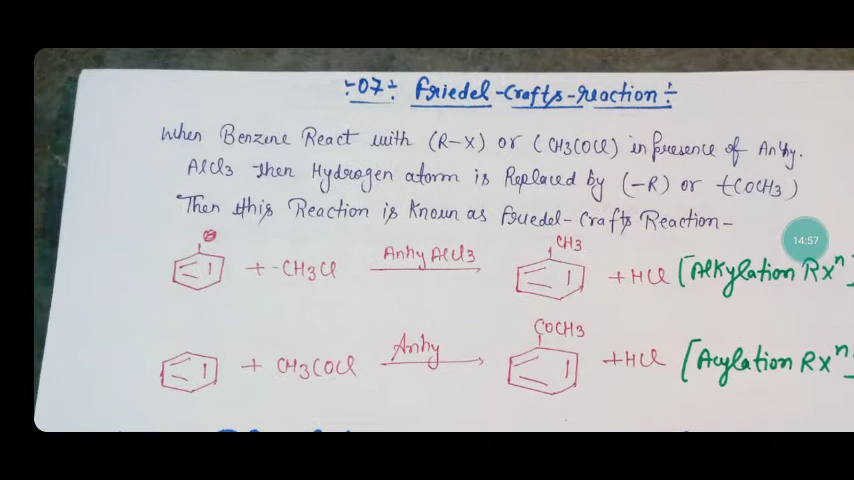 ÷07÷ Friedel-Crafts-reaction÷
When Benzene React with (R-X) or (CH3COCl) in presence of Anhy.
AlCl3 then Hydrogen atom is Replaced by (-R) or (COCH3)
Then this Reaction is Known as Friedel-Crafts Reaction-
14:57
+ CH3Cl Anhy AlCl3 CH3 + HCl [Alkylation Rxⁿ]
+ CH3COCl Anhy COCH3 + HCl [Acylation Rxⁿ